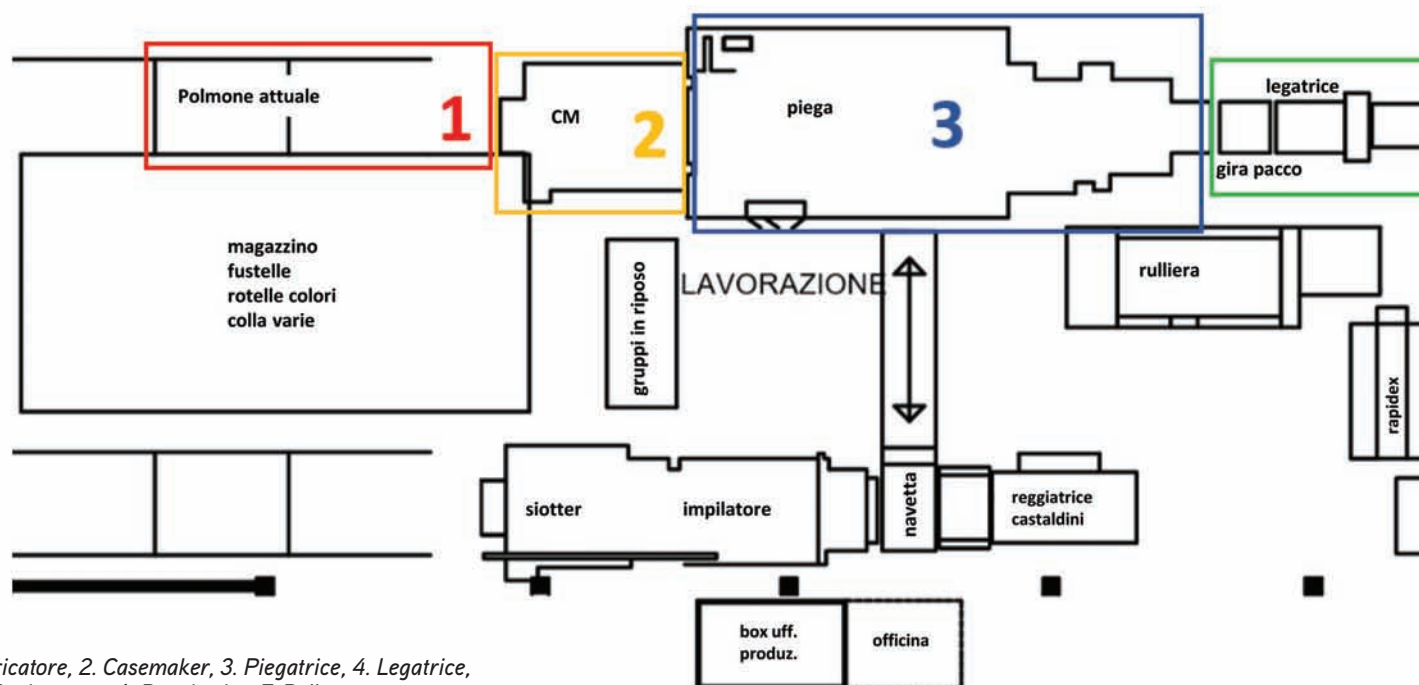 Polmone attuale
1
CM
2
piega
3
legatrice
gira pacco
magazzino
fustelle
rotelle colori
colla varie
gruppi in riposo
LAVORAZIONE
rulliera
rapidex
siotter
impilatore
navetta
reggiatrice
castaldini
box uff.
produz.
officina
ricatore, 2. Casemaker, 3. Piegatrice, 4. Legatrice,